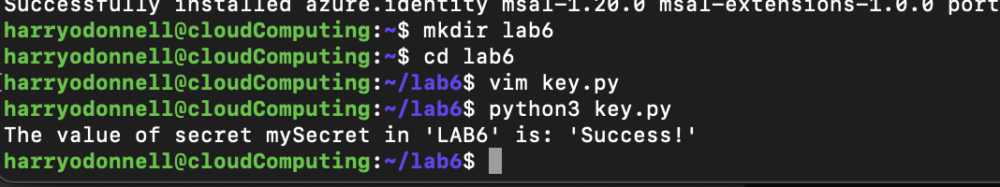 Successfully installed azure.identity msal-1.20.0 msal-extensions-1.0.0 port
harryodonnell@cloudComputing:~$ mkdir lab6
harryodonnell@cloudComputing:~$ cd lab6
harryodonnell@cloudComputing:~/lab6$ vim key.py
harryodonnell@cloudComputing:~/lab6$ python3 key.py
The value of secret mySecret in 'LAB6' is: 'Success!'
harryodonnell@cloudComputing:~/lab6$